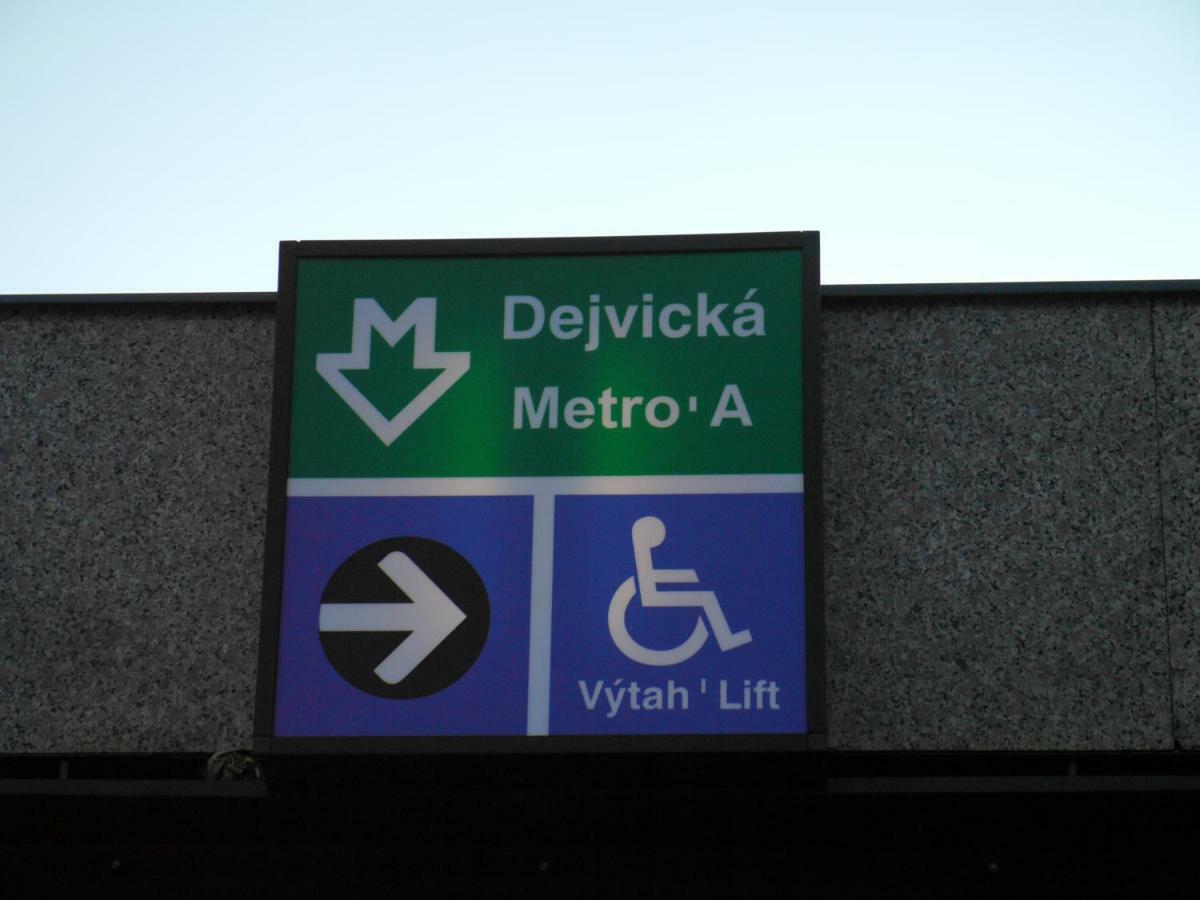 Dejvická
Metro ' A
Výtah ' Lift